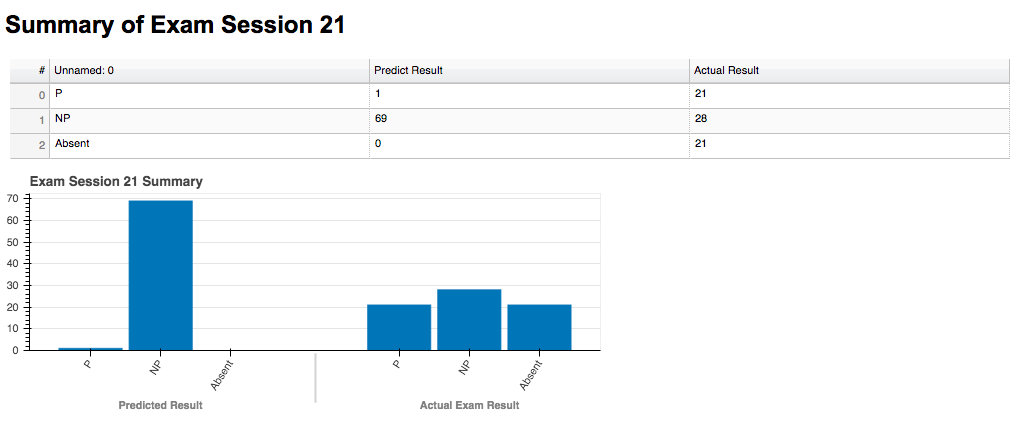 Summary of Exam Session 21
# Unnamed: 0 Predict Result Actual Result
0 P 1 21
1 NP 69 28
2 Absent 0 21
Exam Session 21 Summary
70
60
50
40
30
20
10
0
P NP Absent P NP Absent
Predicted Result Actual Exam Result